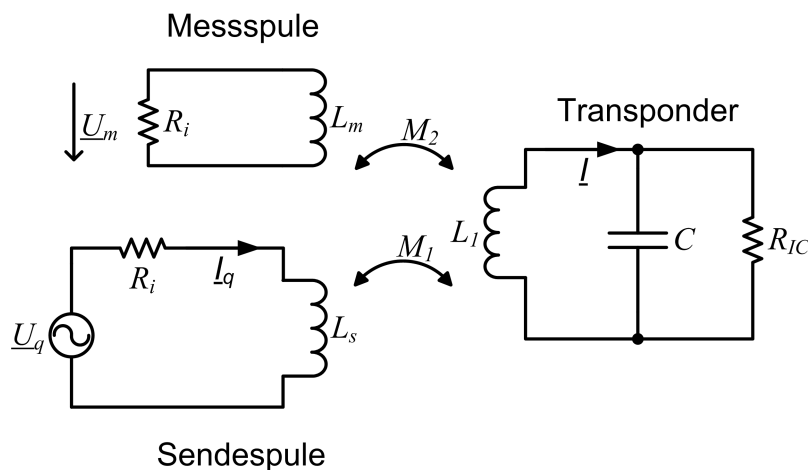 Messspule
U_m
R_i
L_m
M_2
Transponder
I
L_1
C
R_IC
M_1
R_i
I_q
U_q
L_s
Sendespule